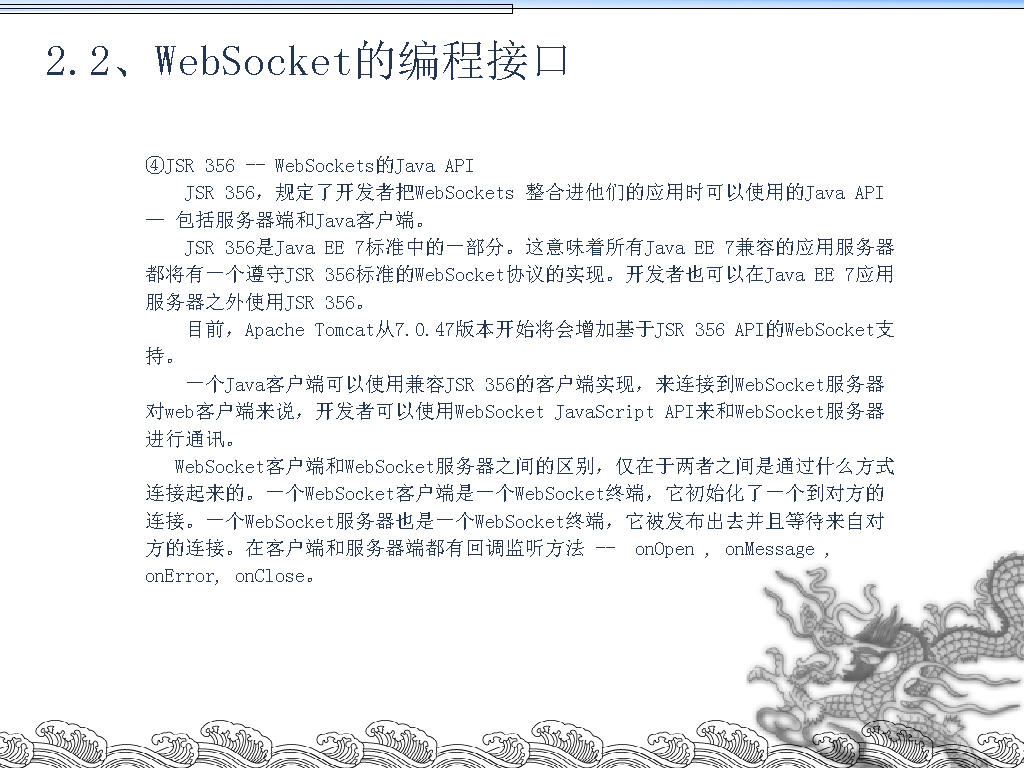 2.2、WebSocket的编程接口
④JSR 356 -- WebSockets的Java API
JSR 356，规定了开发者把WebSockets 整合进他们的应用时可以使用的Java API
— 包括服务器端和Java客户端。
JSR 356是Java EE 7标准中的一部分。这意味着所有Java EE 7兼容的应用服务器
都将有一个遵守JSR 356标准的WebSocket协议的实现。开发者也可以在Java EE 7应用
服务器之外使用JSR 356。
目前，Apache Tomcat从7.0.47版本开始将会增加基于JSR 356 API的WebSocket支
持。
一个Java客户端可以使用兼容JSR 356的客户端实现，来连接到WebSocket服务器
对web客户端来说，开发者可以使用WebSocket JavaScript API来和WebSocket服务器
进行通讯。
WebSocket客户端和WebSocket服务器之间的区别，仅在于两者之间是通过什么方式
连接起来的。一个WebSocket客户端是一个WebSocket终端，它初始化了一个到对方的
连接。一个WebSocket服务器也是一个WebSocket终端，它被发布出去并且等待来自对
方的连接。在客户端和服务器端都有回调监听方法 --  onOpen , onMessage ,
onError, onClose。